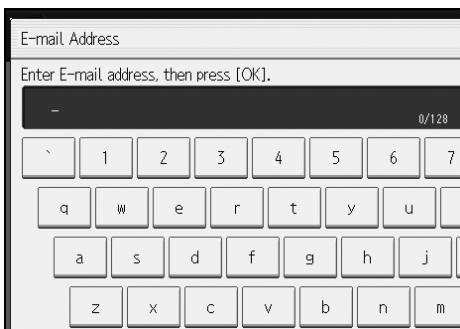 E-mail Address
Enter E-mail address, then press [OK].
_
0/128
` 1 2 3 4 5 6 7
q w e r t y u
a s d f g h j
z x c v b n m